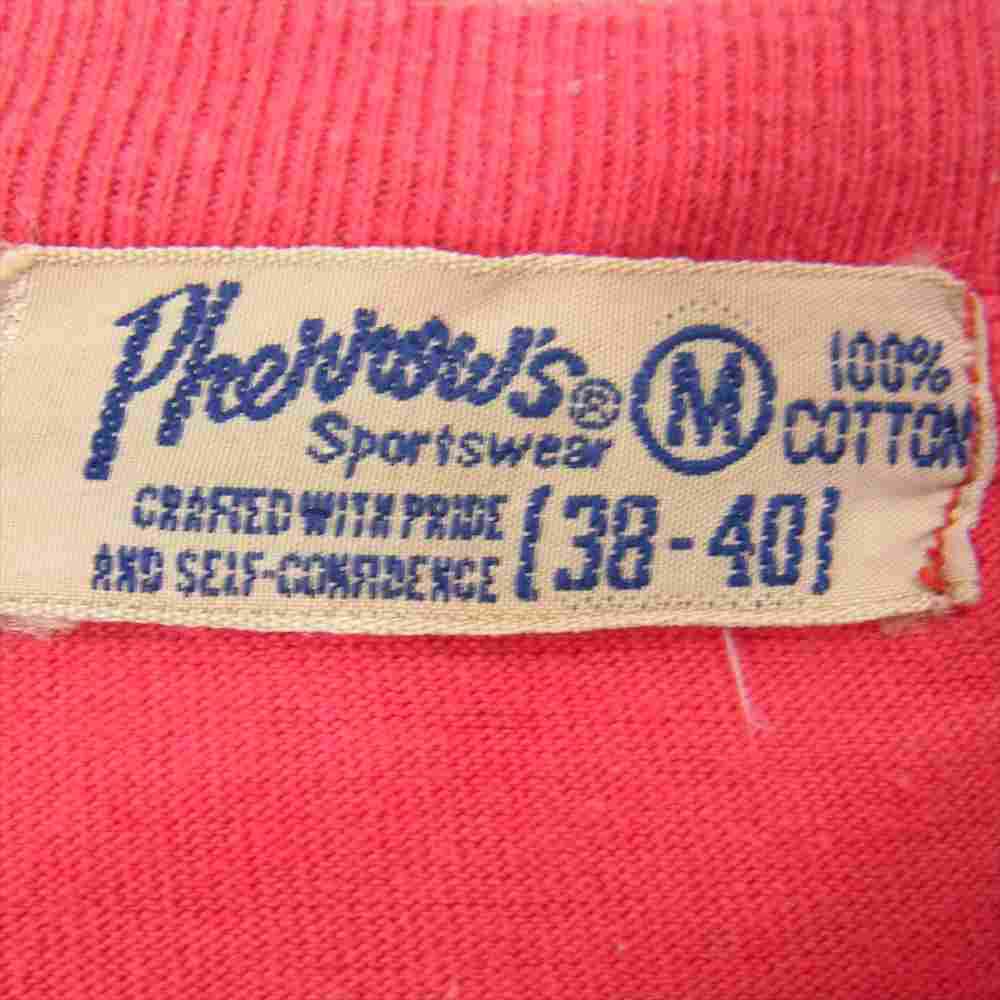 Pherrow's®
Sportswear
M
100%
COTTON
CRAFTED WITH PRIDE
AND SELF-CONFIDENCE
[38-40]